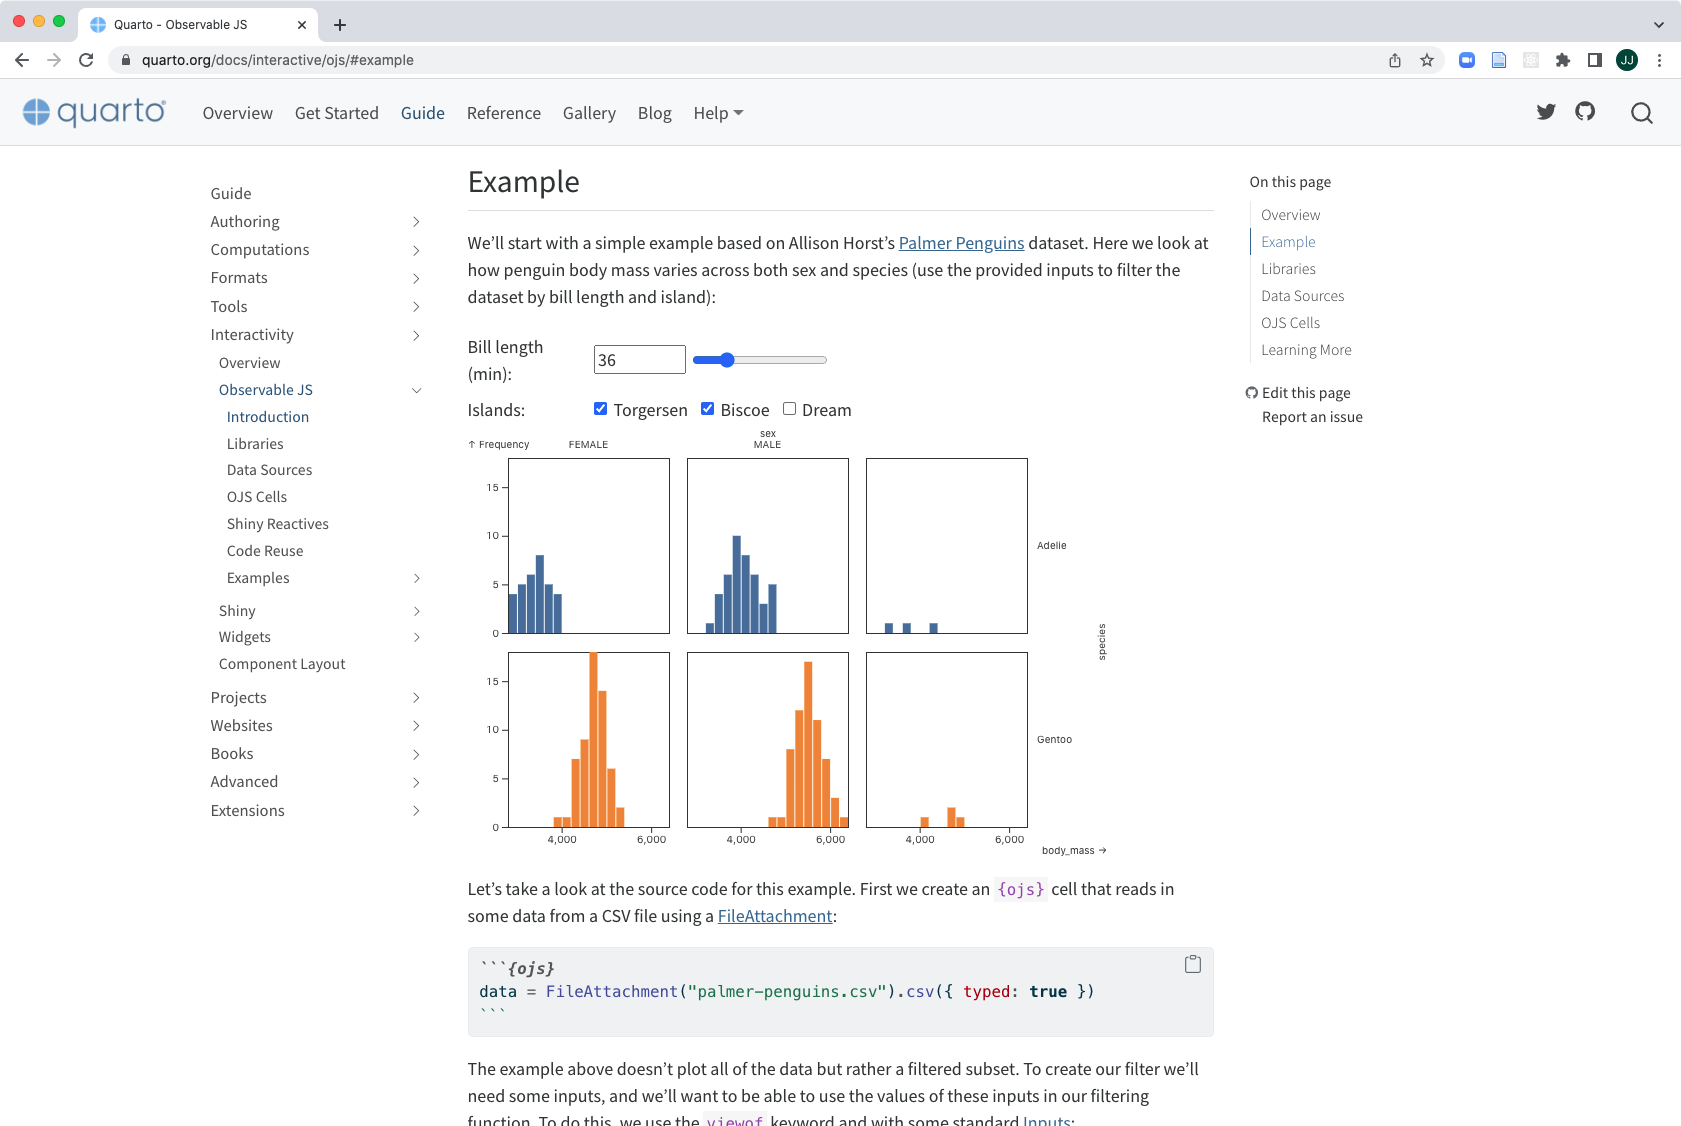 Quarto - Observable JS
quarto.org/docs/interactive/ojs/#example
JJ
quarto
Overview Get Started Guide Reference Gallery Blog Help
Guide
Authoring
Computations
Formats
Tools
Interactivity
Overview
Observable JS
Introduction
Libraries
Data Sources
OJS Cells
Shiny Reactives
Code Reuse
Examples
Shiny
Widgets
Component Layout
Projects
Websites
Books
Advanced
Extensions
Example
We’ll start with a simple example based on Allison Horst’s Palmer Penguins dataset. Here we look at
how penguin body mass varies across both sex and species (use the provided inputs to filter the
dataset by bill length and island):
Bill length
(min):
36
Islands: Torgersen Biscoe Dream
sex
↑ Frequency FEMALE MALE
15
10
5
0
Adelie
species
15
10
5
0
Gentoo
4,000 6,000 4,000 6,000 4,000 6,000
body_mass →
Let’s take a look at the source code for this example. First we create an {ojs} cell that reads in
some data from a CSV file using a FileAttachment:
```{ojs}
data = FileAttachment("palmer-penguins.csv").csv({ typed: true })
```
The example above doesn’t plot all of the data but rather a filtered subset. To create our filter we’ll
need some inputs, and we’ll want to be able to use the values of these inputs in our filtering
function. To do this, we use the viewof keyword and with some standard Inputs:
On this page
Overview
Example
Libraries
Data Sources
OJS Cells
Learning More
Edit this page
Report an issue